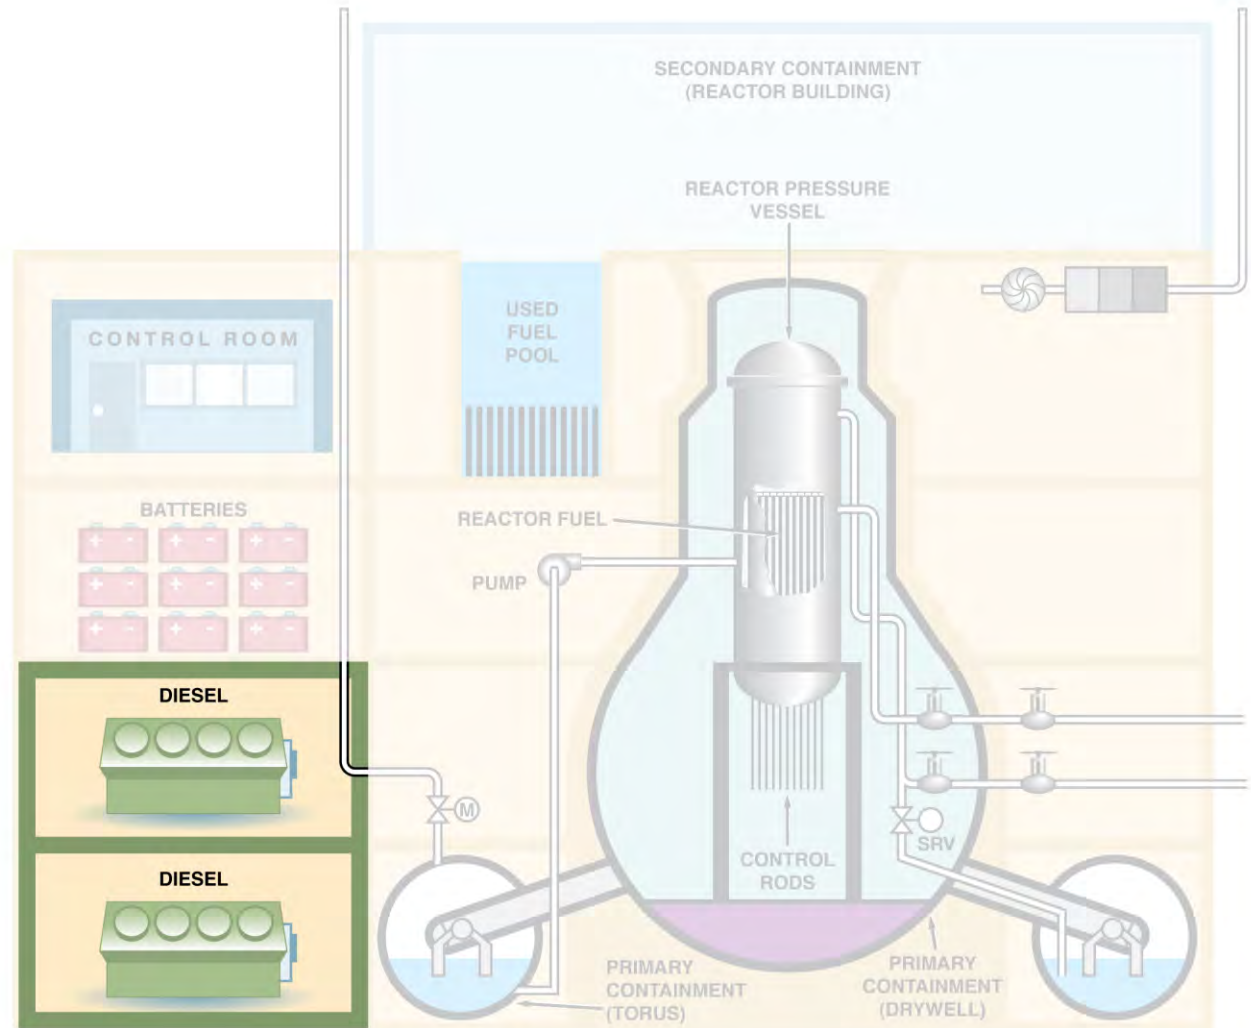 SECONDARY CONTAINMENT
(REACTOR BUILDING)
REACTOR PRESSURE
VESSEL
USED
FUEL
POOL
CONTROL ROOM
BATTERIES
+ - + - + -
+ - + - + -
+ - + - + -
REACTOR FUEL
PUMP
DIESEL
M
SRV
CONTROL
RODS
DIESEL
PRIMARY
CONTAINMENT
(TORUS)
PRIMARY
CONTAINMENT
(DRYWELL)